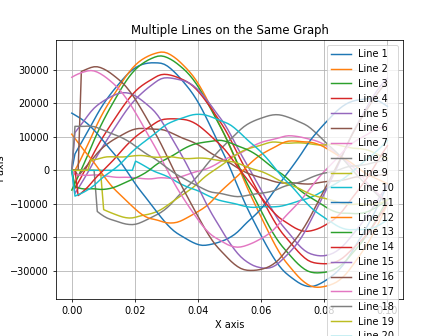 Multiple Lines on the Same Graph
30000
20000
10000
0
−10000
−20000
−30000
0.00
0.02
0.04
0.06
0.08
X axis
axis
Line 1
Line 2
Line 3
Line 4
Line 5
Line 6
Line 7
Line 8
Line 9
Line 10
Line 11
Line 12
Line 13
Line 14
Line 15
Line 16
Line 17
Line 18
Line 19
Line 20